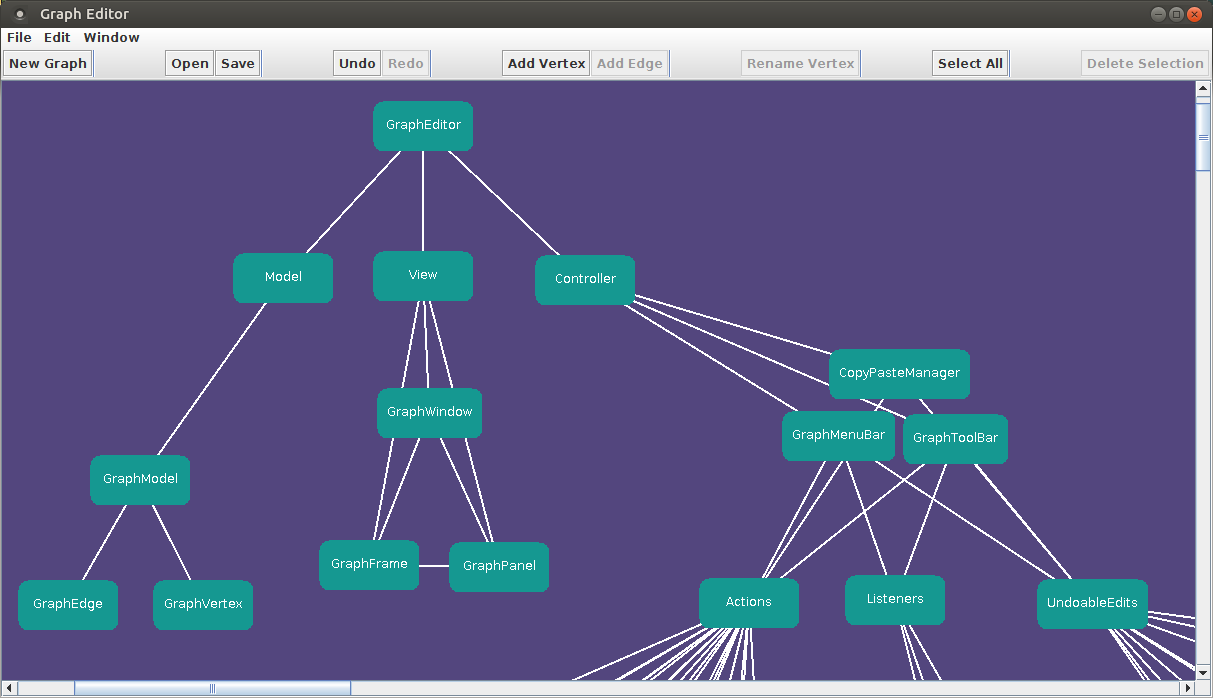 Graph Editor
File Edit Window
New Graph Open Save Undo Redo Add Vertex Add Edge Rename Vertex Select All Delete Selection
GraphEditor
Model View Controller
CopyPasteManager
GraphWindow
GraphMenuBar GraphToolBar
GraphModel
GraphFrame GraphPanel
GraphEdge GraphVertex Actions Listeners UndoableEdits